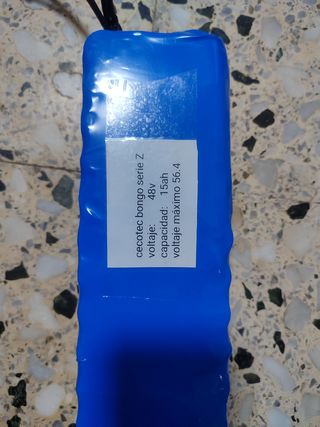 cecotec bongo serie Z
voltaje: 48v
capacidad: 15ah
voltaje máximo 56.4